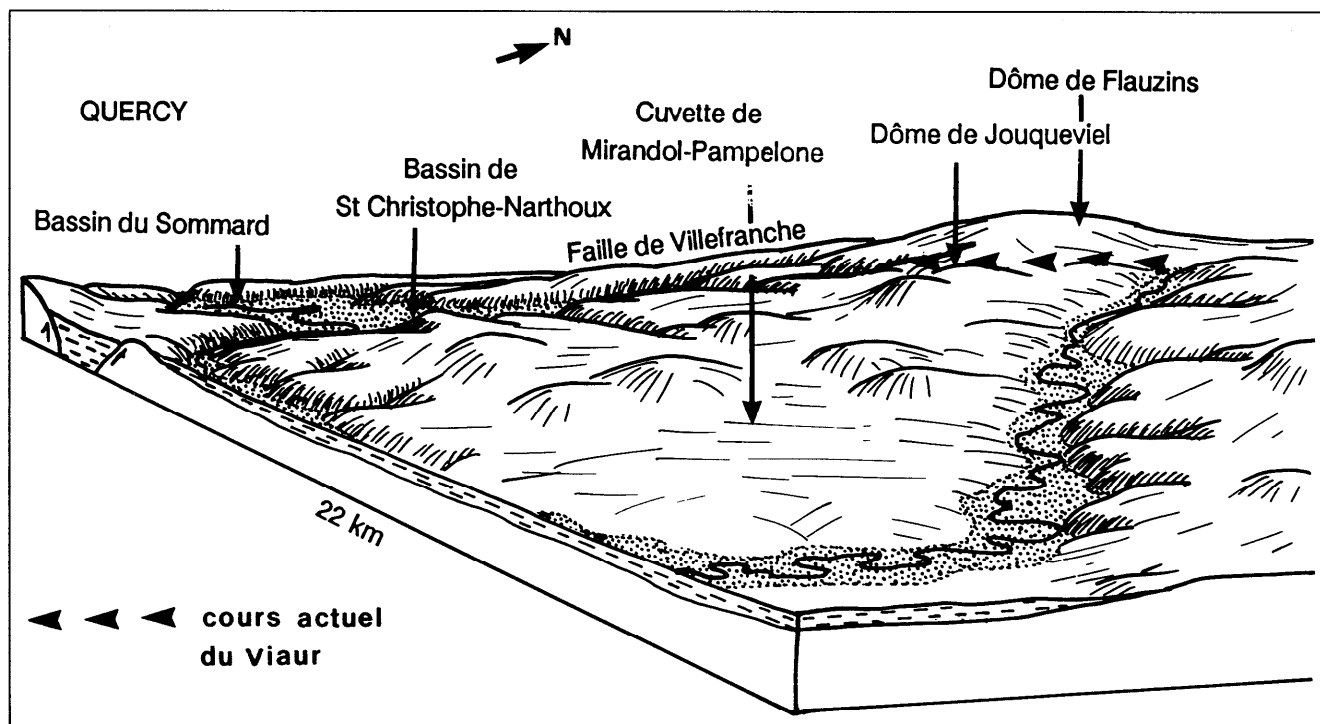 N
QUERCY
Dôme de Flauzins
Cuvette de
Mirandol-Pampelone
Dôme de Jouqueviel
Bassin de
St Christophe-Narthoux
Bassin du Sommard
Faille de Villefranche
22 km
cours actuel
du Viaur